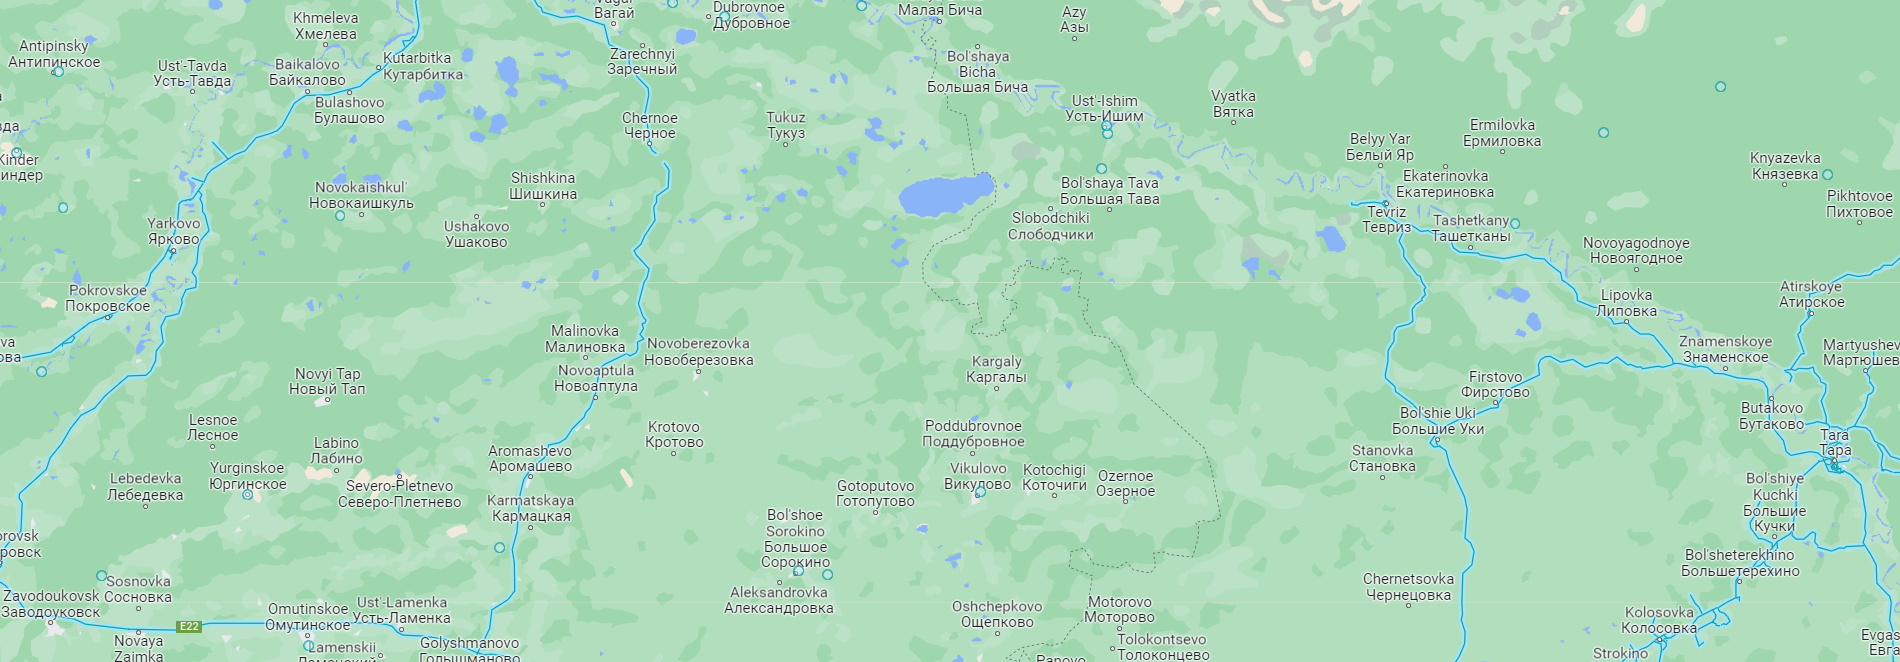 Khmeleva
Хмелева
Antipinsky
Антипинское
Ust'-Tavda
Усть-Тавда
Baikalovo
Байкалово
Kutarbitka
Кутарбитка
Bulashovo
Булашово
Вагай
Zarechnyi
Заречный
Dubrovnoe
Дубровное
Chernoe
Черное
Tukuz
Тукуз
Малая Бича
Bol'shaya
Bicha
Большая Бича
Azy
Азы
Ust'-Ishim
Усть-Ишим
Vyatka
Вятка
Belyy Yar
Белый Яр
Ermilovka
Ермиловка
Ekaterinovka
Екатериновка
Knyazevka
Князевка
Pikhtovoe
Пихтовое
Kinder
индер
Novokaishkul'
Новокаишкуль
Shishkina
Шишкина
Ushakovo
Ушаково
Yarkovo
Ярково
Bol'shaya Tava
Большая Тава
Slobodchiki
Слободчики
Tevriz
Тевриз
Tashetkany
Ташетканы
Novoyagodnoye
Новоягодное
Pokrovskoe
Покровское
Lipovka
Липовка
Atirskoye
Атирское
Malinovka
Малиновка
Novoberezovka
Новоберезовка
Novoaptula
Новоаптула
Novyi Tap
Новый Тап
Kargaly
Каргалы
Znamenskoye
Знаменское
Martyushev
Мартюшев
Firstovo
Фирстово
Bol'shie Uki
Большие Уки
Butakovo
Бутаково
Tara
Тара
Lesnoe
Лесное
Labino
Лабино
Krotovo
Кротово
Poddubrovnoe
Поддубровное
Aromashevo
Аромашево
Stanovka
Становка
Lebedevka
Лебедевка
Yurginskoe
Юргинское
Severo-Pletnevo
Северо-Плетнево
Vikulovo
Викулово
Kotochigi
Коточиги
Ozernoe
Озерное
Gotoputovo
Готопутово
Karmatskaya
Кармацкая
Bol'shiye
Kuchki
Большие
Кучки
Bol'shoe
Sorokino
Большое
Сорокино
Bol'sheterekhino
Большетерехино
Sosnovka
Сосновка
Zavodoukovsk
Заводоуковск
Aleksandrovka
Александровка
Chernetsovka
Чернецовка
Omutinskoe
Омутинское
Ust'-Lamenka
Усть-Ламенка
Oshchepkovo
Ощепково
Motorovo
Моторово
Kolosovka
Колосовка
E22
Novaya
Zaimka
Lamenskii
Golyshmanovo
Голышманово
Tolokontsevo
Толоконцево
Panovo
Strokino
Evgas